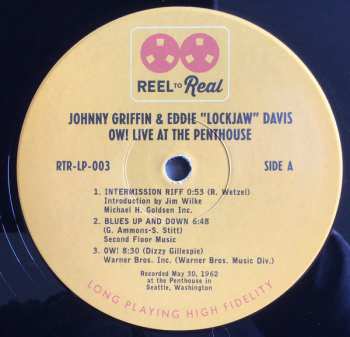 REEL TO Real
JOHNNY GRIFFIN & EDDIE "LOCKJAW" DAVIS
OW! LIVE AT THE PENTHOUSE
RTR-LP-003 SIDE A
1. INTERMISSION RIFF 0:53 (R. Wetzel)
Introduction by Jim Wilke
Michael H. Goldsen Inc.
2. BLUES UP AND DOWN 6:48
(G. Ammons-S. Stitt)
Second Floor Music
3. OW! 8:30 (Dizzy Gillespie)
Warner Bros. Inc. (Warner Bros. Music Div.)
Recorded May 30, 1962
at the Penthouse in
Seattle, Washington
LONG PLAYING HIGH FIDELITY